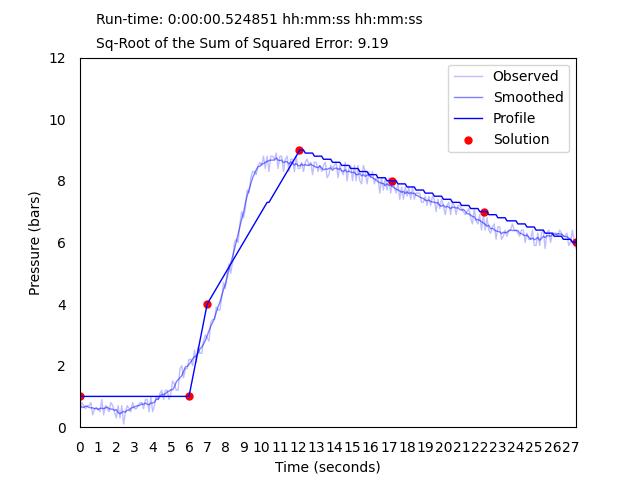 Run-time: 0:00:00.524851 hh:mm:ss hh:mm:ss
Sq-Root of the Sum of Squared Error: 9.19
12
10
8
6
4
2
0
Pressure (bars)
Observed
Smoothed
Profile
Solution
0 1 2 3 4 5 6 7 8 9 10 11 12 13 14 15 16 17 18 19 20 21 22 23 24 25 26 27
Time (seconds)